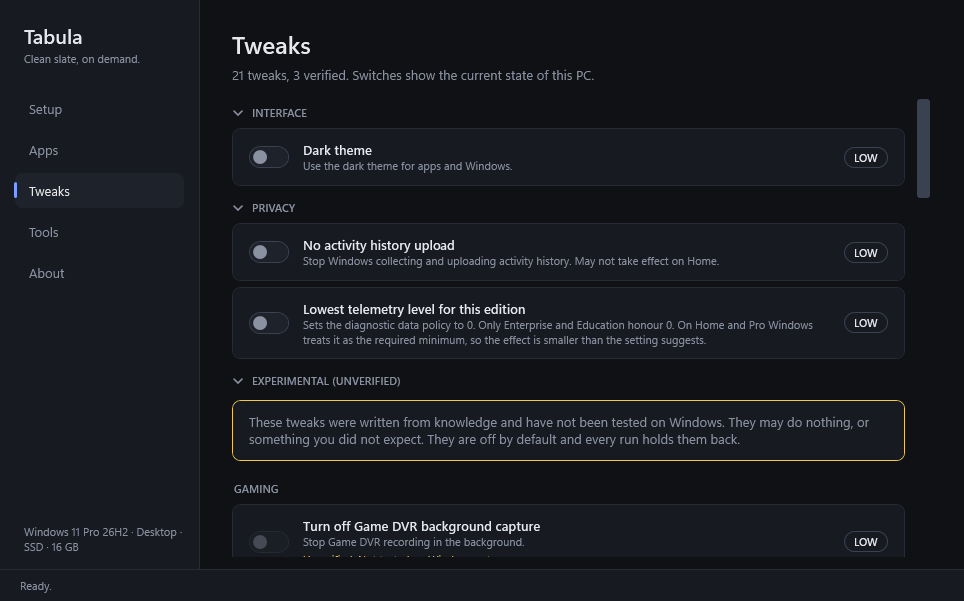 Tabula
Clean slate, on demand.
Setup
Apps
Tweaks
Tools
About
Windows 11 Pro 26H2 · Desktop ·
SSD · 16 GB
Tweaks
21 tweaks, 3 verified. Switches show the current state of this PC.
INTERFACE
Dark theme
Use the dark theme for apps and Windows.
LOW
PRIVACY
No activity history upload
Stop Windows collecting and uploading activity history. May not take effect on Home.
LOW
Lowest telemetry level for this edition
Sets the diagnostic data policy to 0. Only Enterprise and Education honour 0. On Home and Pro Windows
treats it as the required minimum, so the effect is smaller than the setting suggests.
LOW
EXPERIMENTAL (UNVERIFIED)
These tweaks were written from knowledge and have not been tested on Windows. They may do nothing, or
something you did not expect. They are off by default and every run holds them back.
GAMING
Turn off Game DVR background capture
Stop Game DVR recording in the background.
LOW
Ready.